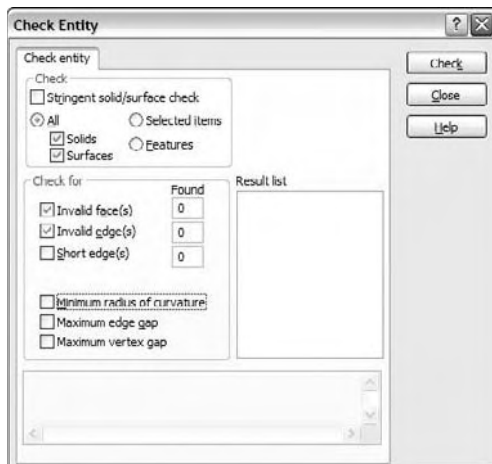 Check Entity
?
Check entity
Check
Close
Help
Check
Stringent solid/surface check
All
Selected items
Solids
Features
Surfaces
Check for
Found
Result list
Invalid face(s)
0
Invalid edge(s)
0
Short edge(s)
0
Minimum radius of curvature
Maximum edge gap
Maximum vertex gap